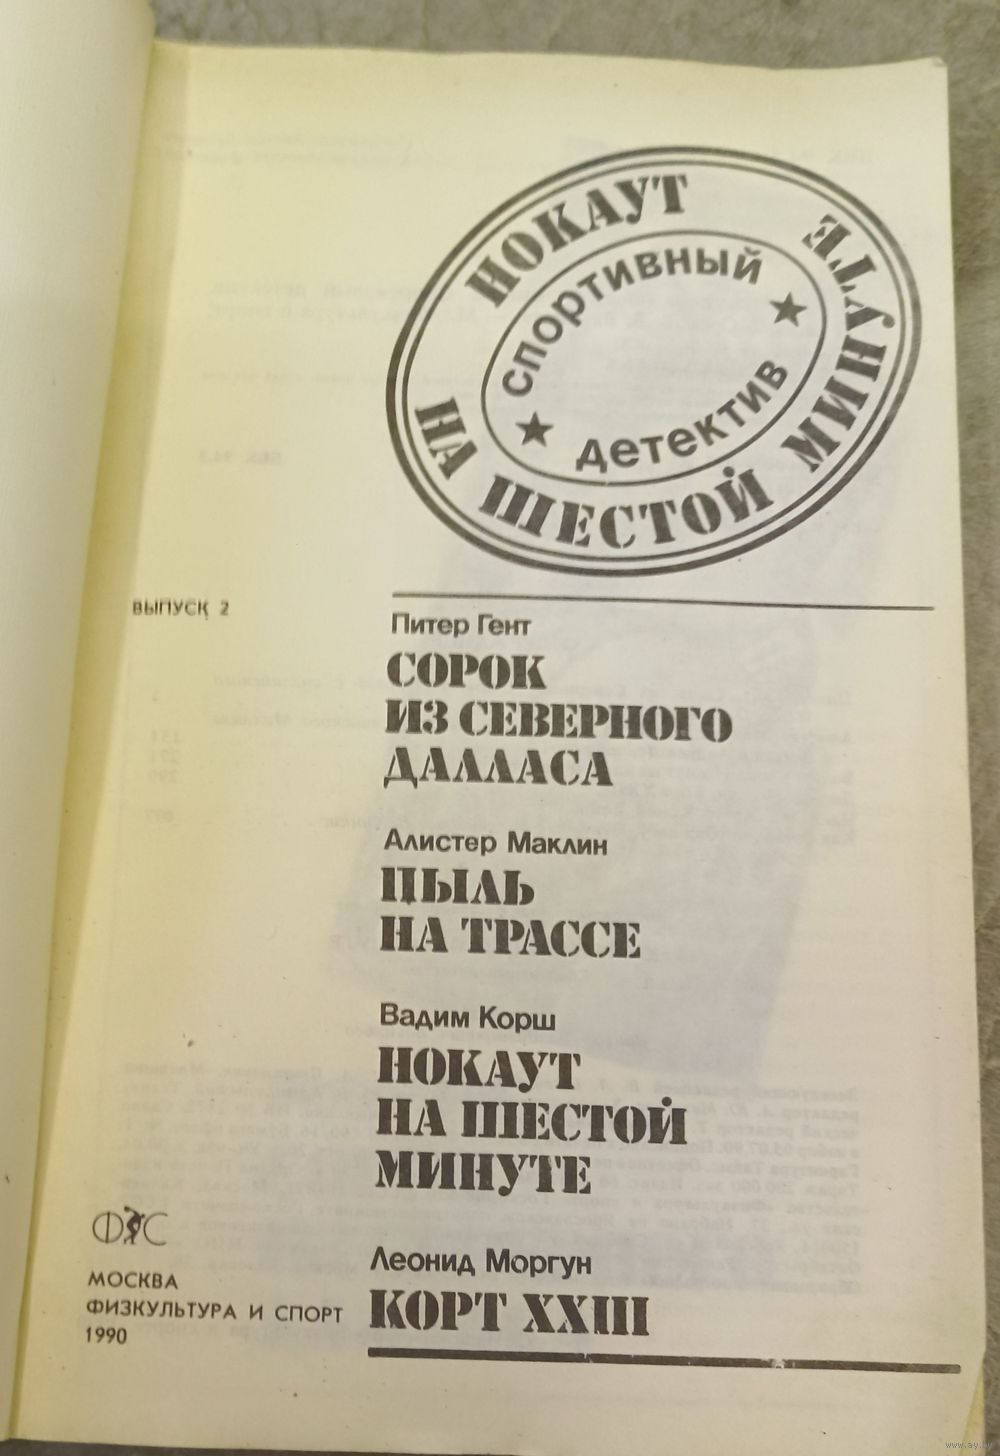 НОКАУТ
НА ШЕСТОЙ МИНУТЕ
спортивный
детектив
ВЫПУСК 2
Питер Гент
СОРОК
ИЗ СЕВЕРНОГО
ДАЛЛАСА
Алистер Маклин
ПЫЛЬ
НА ТРАССЕ
Вадим Корш
НОКАУТ
НА ШЕСТОЙ
МИНУТЕ
Леонид Моргун
КОРТ XXIII
ФиС
МОСКВА
ФИЗКУЛЬТУРА И СПОРТ
1990